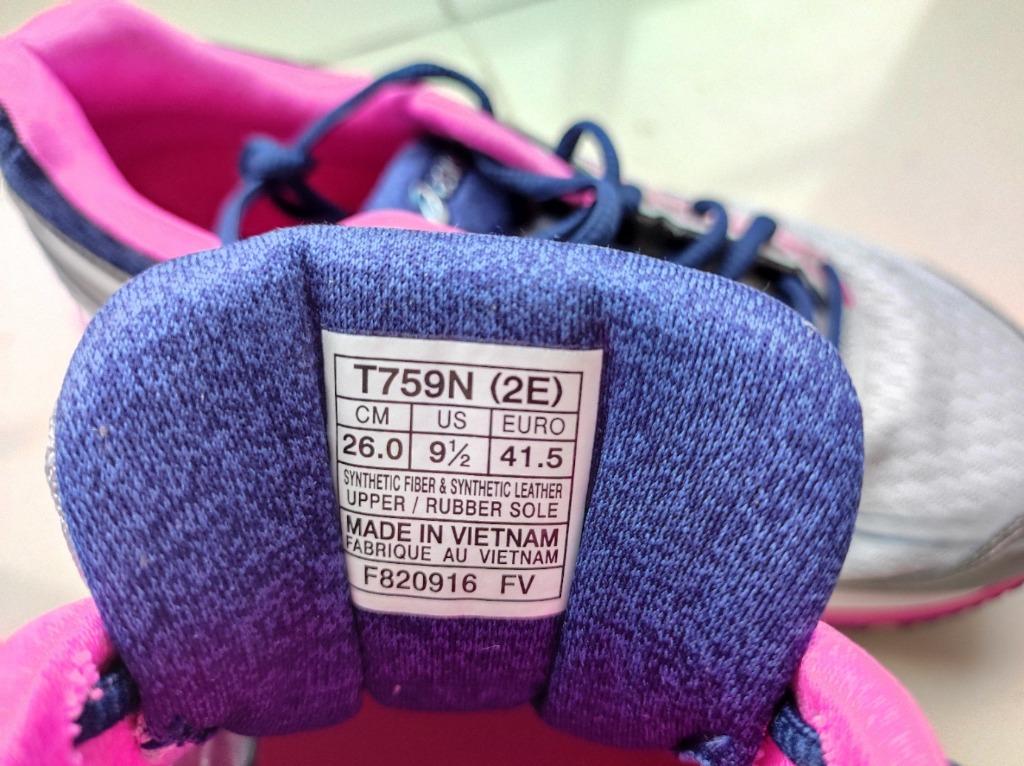 T759N (2E)
CM US EURO
26.0 9½ 41.5
SYNTHETIC FIBER & SYNTHETIC LEATHER
UPPER / RUBBER SOLE
MADE IN VIETNAM
FABRIQUE AU VIETNAM
F820916 FV